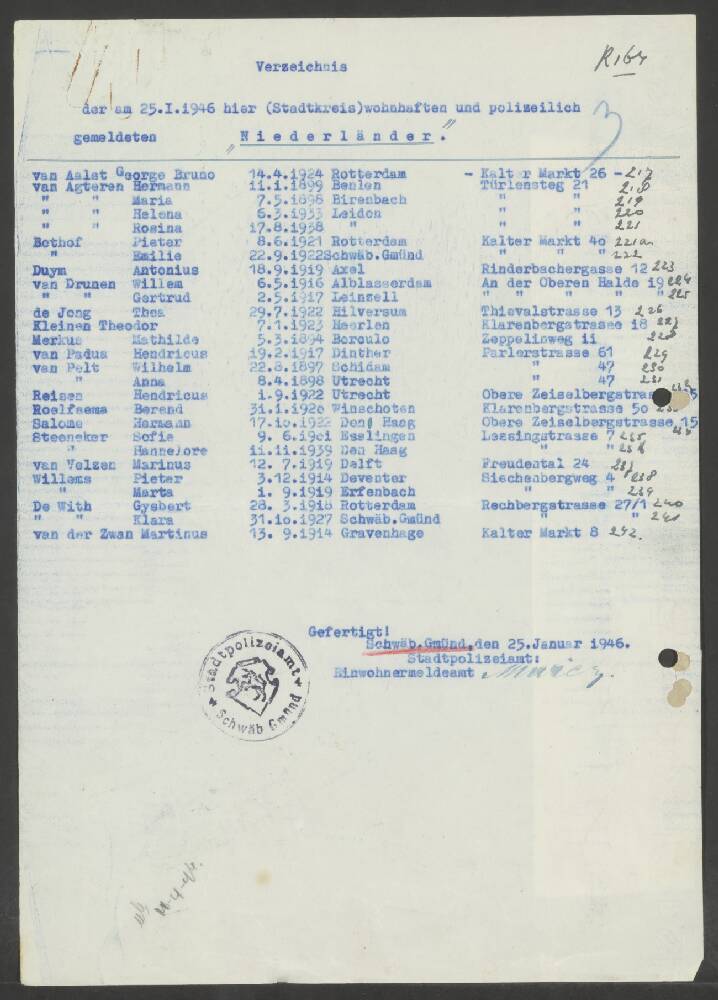 R164
Verzeichnis
der am 25.I.1946 hier (Stadtkreis)wohnhaften und polizeilich
3
gemeldeten "Niederländer."
van Aalst George Bruno 14.4.1924 Rotterdam - Kalter Markt 26 - 217
van Agteren Hermann 11.1.1899 Benlen Türlensteg 21 218
" " Maria 7.5.1898 Birenbach " " 219
" " Helena 6.3.1933 Leiden " " 220
" " Rosina 17.8.1938 " " " 221
Bothof Pieter 8.6.1921 Rotterdam Kalter Markt 40 221a
" Emilie 22.9.1922Schwäb.Gmünd " " " 222
Duym Antonius 18.9.1919 Axel Rinderbachergasse 12 223
van Drunen Willem 6.5.1916 Alblasserdam An der Oberen Halde 19 224
" " Gertrud 2.5.1917 Leinzell " " " " 225
de Jong Thea 29.7.1922 Hilversum Thievalstrasse 13 226
Kleinen Theodor 7.1.1923 Heerlen Klarenbergstrasse 18 227
Merkus Mathilde 5.3.1894 Borculo Zeppelinweg 11 228
van Padua Hendricus 19.2.1917 Dinther Parlerstrasse 61 229
van Pelt Wilhelm 22.8.1897 Schidam " 47 230
" Anna 8.4.1898 Utrecht " 47 231
Reisen Hendricus 1.9.1922 Utrecht Obere Zeiselbergstras 5
Roelfsema Berend 31.1.1920 Winschoten Klarenbergstrasse 50
Salome Hermann 17.10.1922 Den Haag Obere Zeiselbergstrasse 15
Steeneker Sofie 9. 6.1901 Esslingen Lessingstrasse 7 235
" Hannelore 11.11.1939 Den Haag " " 236
van Velzen Marinus 12. 7.1919 Delft Freudental 24 237
Willems Pieter 3.12.1914 Deventer Siechenbergweg 4 238
" Marta 1. 9.1919 Erfenbach " " 239
De With Gysbert 28. 3.1918 Rotterdam Rechbergstrasse 27/1 240
" " Klara 31.10.1927 Schwäb.Gmünd " " 241
van der Zwan Martinus 13. 9.1914 Gravenhage Kalter Markt 8 242.
Gefertigt!
Schwäb.Gmünd,den 25.Januar 1946.
Stadtpolizeiamt:
Einwohnermeldeamt
Stadtpolizeiamt
Schwäb Gmünd